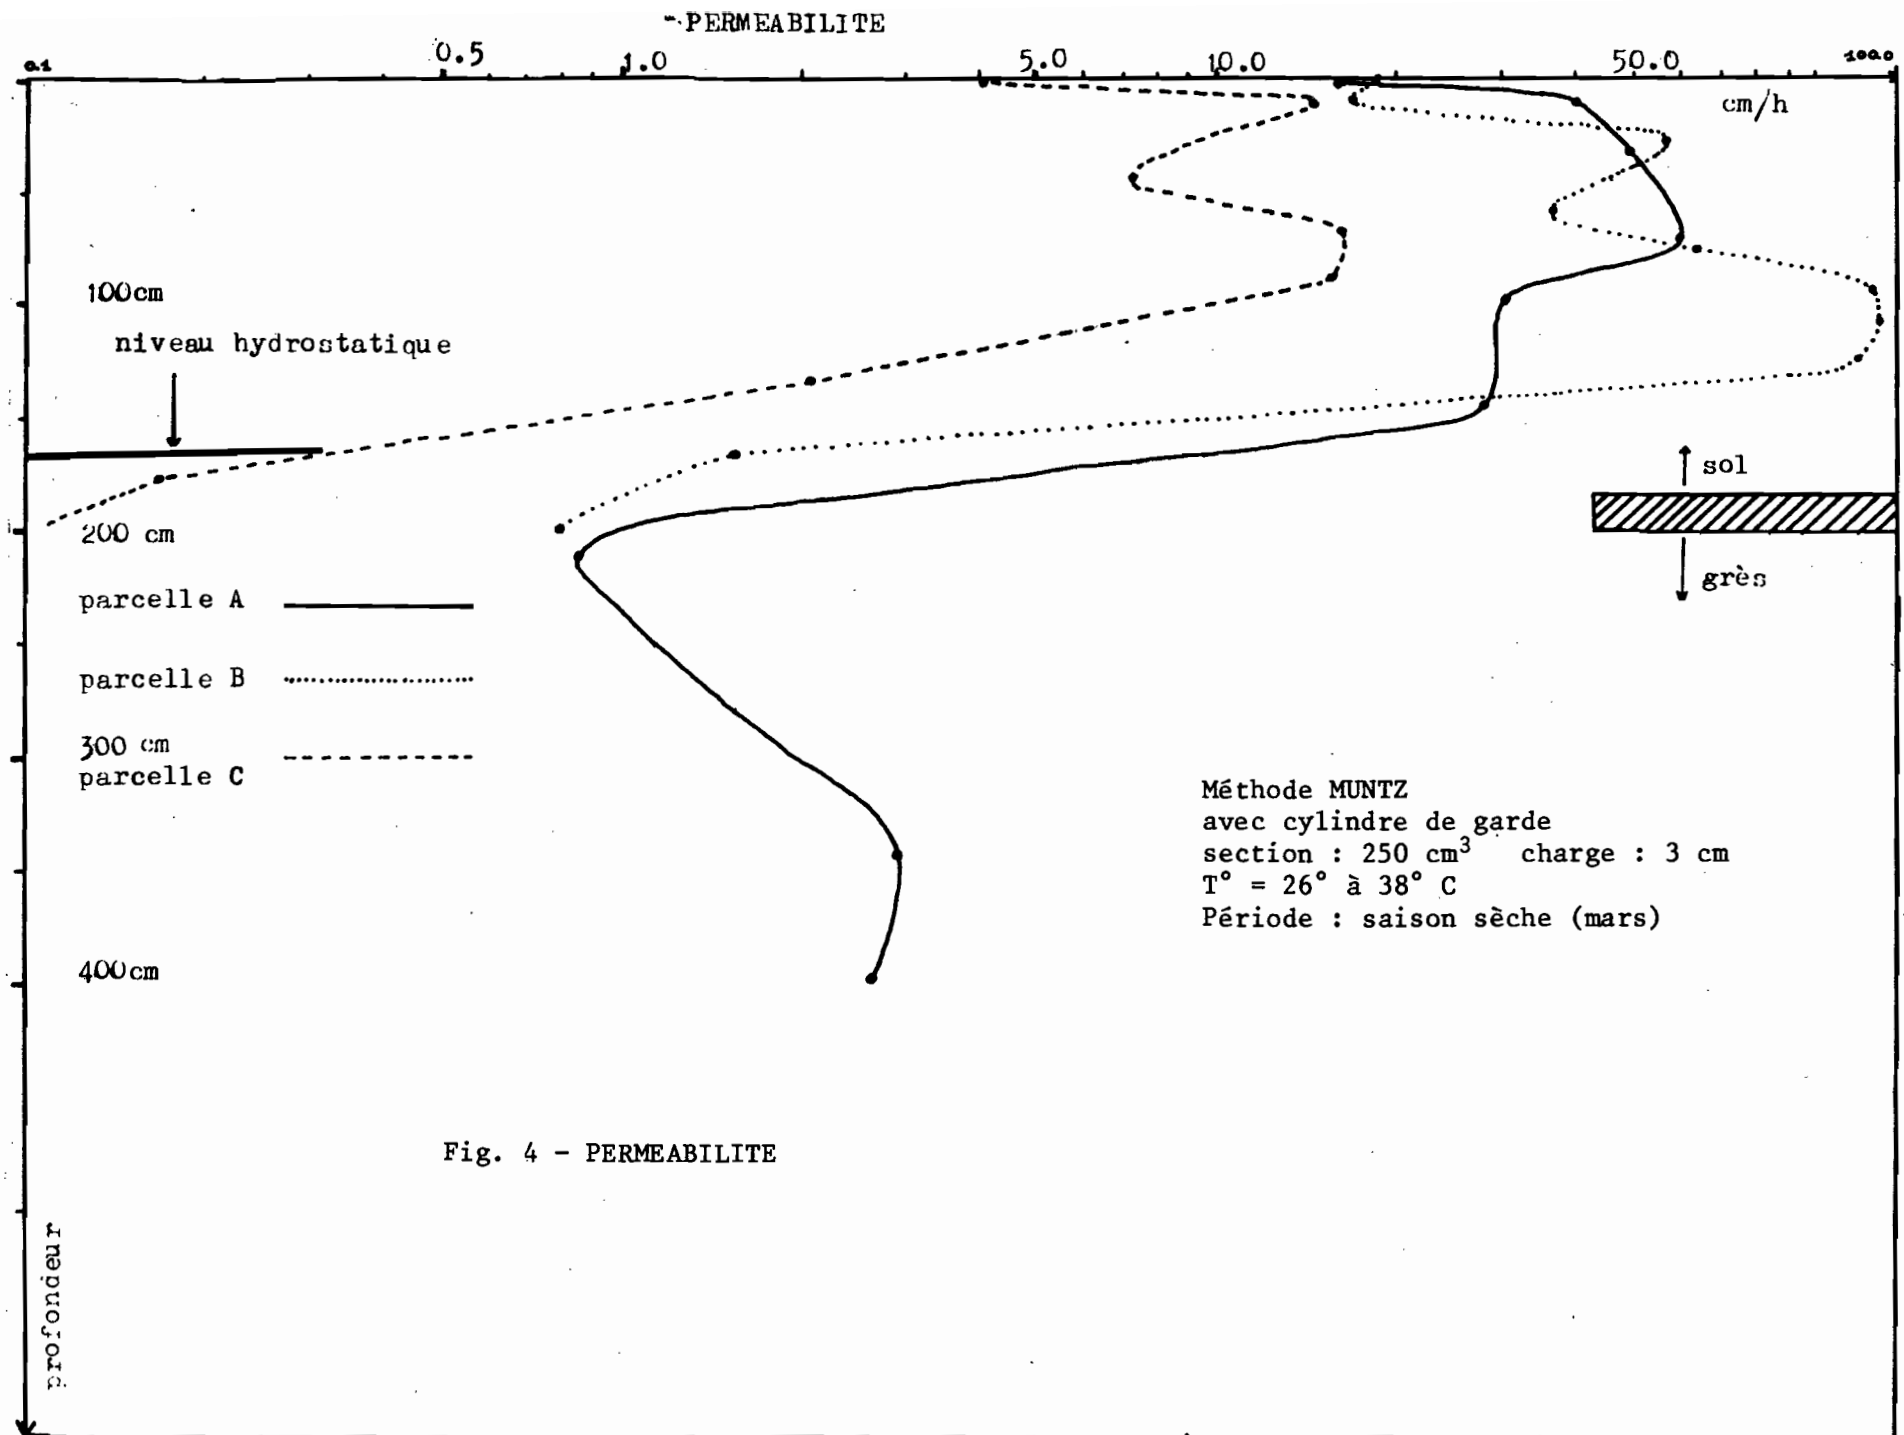 PERMEABILITE
0.1 0.5 1.0 5.0 10.0 50.0 100.0
cm/h
100cm
niveau hydrostatique
sol
200 cm
grès
parcelle A
parcelle B
300 cm
parcelle C
Méthode MUNTZ
avec cylindre de garde
section : 250 cm³ charge : 3 cm
T° = 26° à 38° C
Période : saison sèche (mars)
400cm
Fig. 4 - PERMEABILITE
profondeur